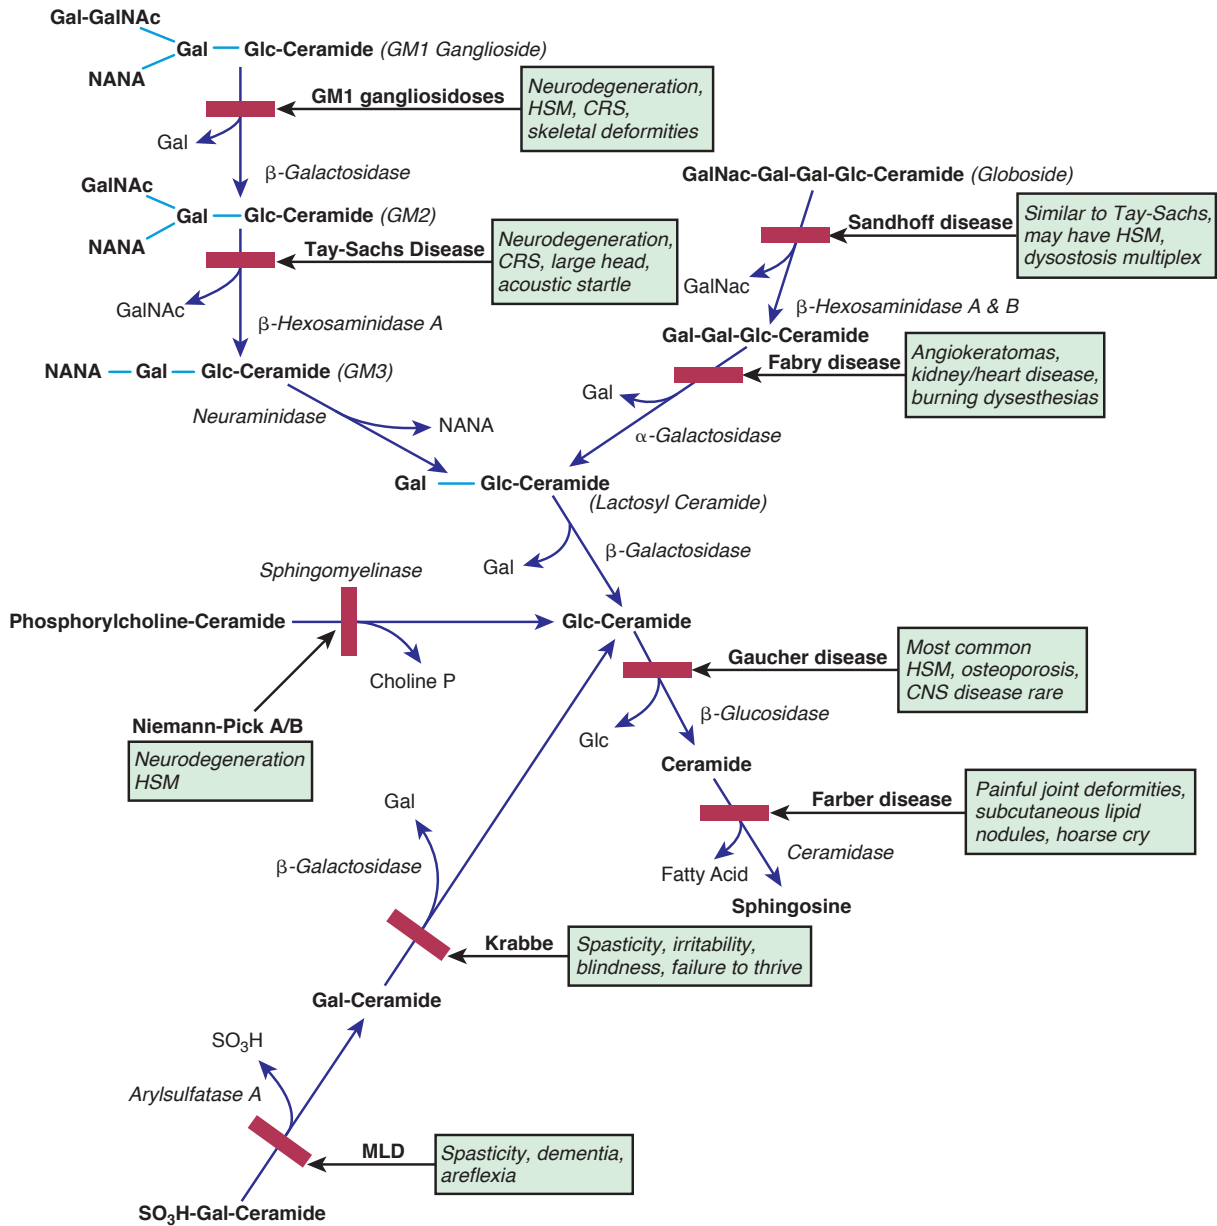 Gal-GalNAc
Gal
Glc-Ceramide (GM1 Ganglioside)
NANA
GM1 gangliosidoses
Neurodegeneration,
HSM, CRS,
skeletal deformities
Gal
β-Galactosidase
GalNAc
Gal
Glc-Ceramide (GM2)
NANA
Tay-Sachs Disease
Neurodegeneration,
CRS, large head,
acoustic startle
GalNAc
β-Hexosaminidase A
NANA
Gal
Glc-Ceramide (GM3)
Neuraminidase
NANA
GalNac-Gal-Gal-Glc-Ceramide (Globoside)
Sandhoff disease
Similar to Tay-Sachs,
may have HSM,
dysostosis multiplex
GalNac
β-Hexosaminidase A & B
Gal-Gal-Glc-Ceramide
Fabry disease
Angiokeratomas,
kidney/heart disease,
burning dysesthesias
Gal
α-Galactosidase
Gal
Glc-Ceramide
(Lactosyl Ceramide)
Gal
β-Galactosidase
Sphingomyelinase
Phosphorylcholine-Ceramide
Glc-Ceramide
Choline P
Niemann-Pick A/B
Neurodegeneration
HSM
Gaucher disease
Most common
HSM, osteoporosis,
CNS disease rare
Glc
β-Glucosidase
Ceramide
Farber disease
Painful joint deformities,
subcutaneous lipid
nodules, hoarse cry
Fatty Acid
Ceramidase
Sphingosine
Gal
β-Galactosidase
Krabbe
Spasticity, irritability,
blindness, failure to thrive
Gal-Ceramide
SO₃H
Arylsulfatase A
MLD
Spasticity, dementia,
areflexia
SO₃H-Gal-Ceramide